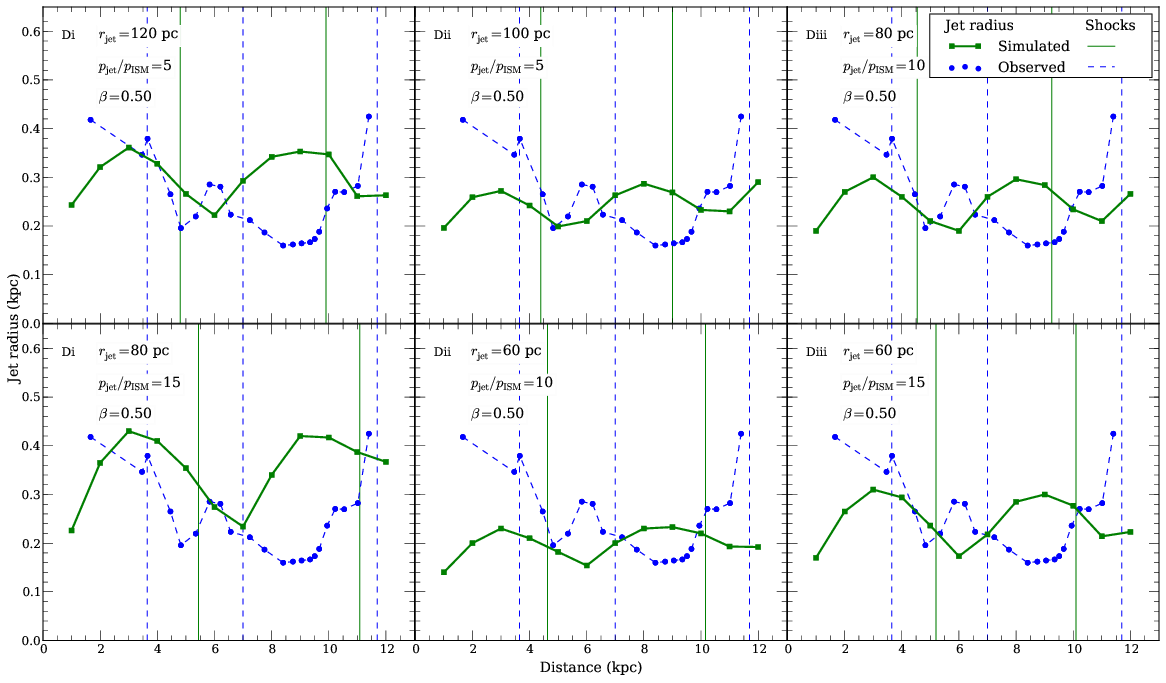 Di r_jet=120 pc
p_jet/p_ISM=5
β=0.50
Dii r_jet=100 pc
p_jet/p_ISM=5
β=0.50
Diii r_jet=80 pc
p_jet/p_ISM=10
β=0.50
Jet radius Shocks
Simulated
Observed
0.6
0.5
0.4
0.3
0.2
0.1
0.0
Di r_jet=80 pc
p_jet/p_ISM=15
β=0.50
Dii r_jet=60 pc
p_jet/p_ISM=10
β=0.50
Diii r_jet=60 pc
p_jet/p_ISM=15
β=0.50
0.6
0.5
0.4
0.3
0.2
0.1
0.0
Jet radius (kpc)
0 2 4 6 8 10 12 0 2 4 6 8 10 12 0 2 4 6 8 10 12
Distance (kpc)